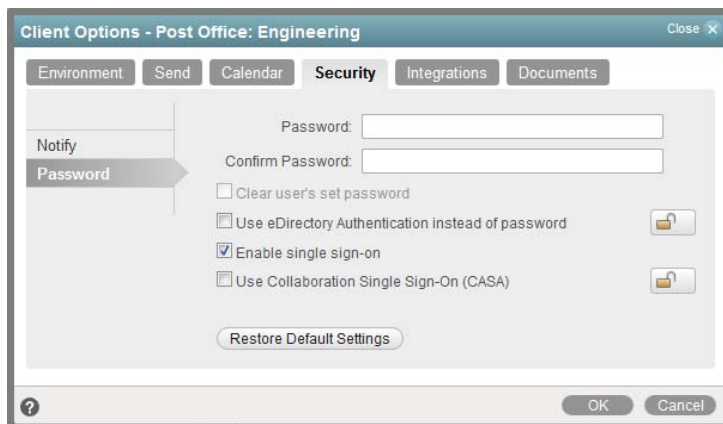 Client Options - Post Office: Engineering
Close X
Environment Send Calendar Security Integrations Documents
Password:
Notify
Confirm Password:
Password
Clear user's set password
Use eDirectory Authentication instead of password
Enable single sign-on
Use Collaboration Single Sign-On (CASA)
Restore Default Settings
? OK Cancel